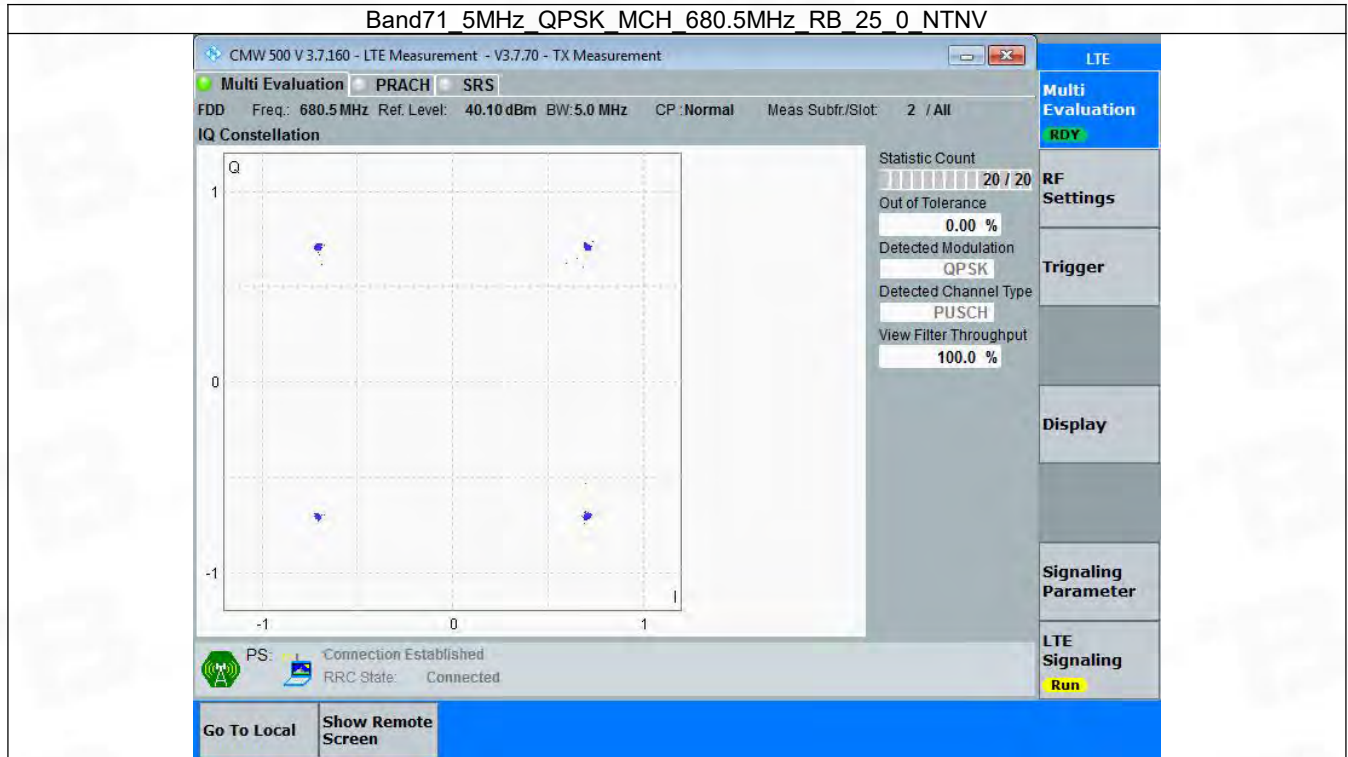 Band71_5MHz_QPSK_MCH_680.5MHz_RB_25_0_NTNV
CMW 500 V 3.7.160 - LTE Measurement - V3.7.70 - TX Measurement
LTE
Multi Evaluation PRACH SRS
Multi
Evaluation
RDY
FDD Freq.: 680.5 MHz Ref. Level: 40.10 dBm BW: 5.0 MHz CP :Normal Meas Subfr./Slot: 2 / All
IQ Constellation
Q
1
0
-1
I
-1 0 1
Statistic Count
20 / 20
Out of Tolerance
0.00 %
Detected Modulation
QPSK
Detected Channel Type
PUSCH
View Filter Throughput
100.0 %
RF
Settings
Trigger
Display
Signaling
Parameter
LTE
Signaling
Run
PS: Connection Established
RRC State: Connected
Go To Local
Show Remote
Screen